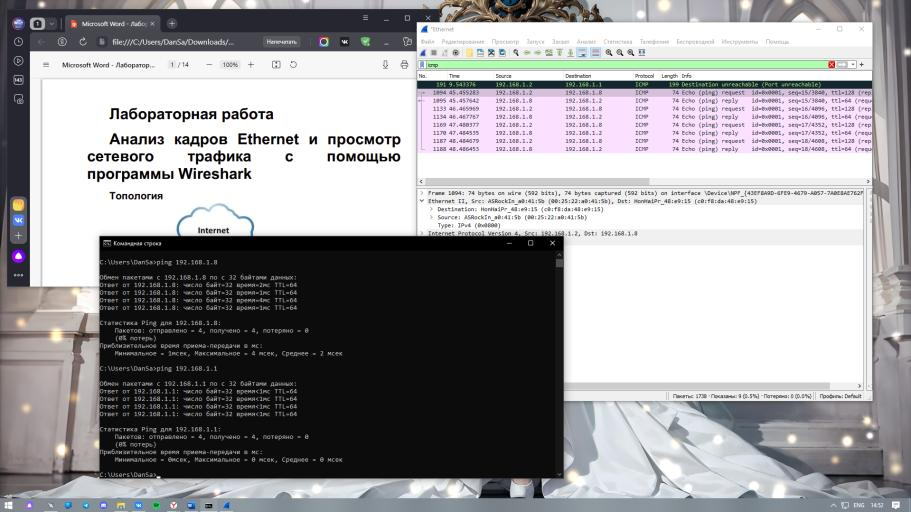 1
Microsoft Word - Лабор
file:///C:/Users/DanSa/Downloads/...
Напечатать
Microsoft Word - Лаборатор...
1 / 14
100%
Лабораторная работа
Анализ кадров Ethernet и просмотр
сетевого трафика с помощью
программы Wireshark
Топология
Internet
*Ethernet
Файл Редактирование Просмотр Запуск Захват Анализ Статистика Телефония Беспроводной Инструменты Помощь
icmp
No. Time Source Destination Protocol Length Info
191 9.543376 192.168.1.2 192.168.1.1 ICMP 199 Destination unreachable (Port unreachable)
1094 45.455283 192.168.1.2 192.168.1.8 ICMP 74 Echo (ping) request id=0x0001, seq=15/3840, ttl=128 (rep
1095 45.457642 192.168.1.8 192.168.1.2 ICMP 74 Echo (ping) reply id=0x0001, seq=15/3840, ttl=64 (requ
1133 46.465969 192.168.1.2 192.168.1.8 ICMP 74 Echo (ping) request id=0x0001, seq=16/4096, ttl=128 (rep
1134 46.467767 192.168.1.8 192.168.1.2 ICMP 74 Echo (ping) reply id=0x0001, seq=16/4096, ttl=64 (requ
1169 47.480377 192.168.1.2 192.168.1.8 ICMP 74 Echo (ping) request id=0x0001, seq=17/4352, ttl=128 (rep
1170 47.484535 192.168.1.8 192.168.1.2 ICMP 74 Echo (ping) reply id=0x0001, seq=17/4352, ttl=64 (requ
1187 48.484679 192.168.1.2 192.168.1.8 ICMP 74 Echo (ping) request id=0x0001, seq=18/4608, ttl=128 (rep
1188 48.486453 192.168.1.8 192.168.1.2 ICMP 74 Echo (ping) reply id=0x0001, seq=18/4608, ttl=64 (requ
Frame 1094: 74 bytes on wire (592 bits), 74 bytes captured (592 bits) on interface \Device\NPF_{43EF8A9D-6FE9-4679-A057-7A0E8AE762F
Ethernet II, Src: ASRockIn_a0:41:5b (00:25:22:a0:41:5b), Dst: HonHaiPr_48:e9:15 (c0:f8:da:48:e9:15)
Destination: HonHaiPr_48:e9:15 (c0:f8:da:48:e9:15)
Source: ASRockIn_a0:41:5b (00:25:22:a0:41:5b)
Type: IPv4 (0x0800)
Internet Protocol Version 4, Src: 192.168.1.2, Dst: 192.168.1.8
Пакеты: 1738 · Показаны: 9 (0.5%) · Потеряно: 0 (0.0%)
Профиль: Default
Командная строка
C:\Users\DanSa>ping 192.168.1.8
Обмен пакетами с 192.168.1.8 по с 32 байтами данных:
Ответ от 192.168.1.8: число байт=32 время=2мс TTL=64
Ответ от 192.168.1.8: число байт=32 время=1мс TTL=64
Ответ от 192.168.1.8: число байт=32 время=4мс TTL=64
Ответ от 192.168.1.8: число байт=32 время=1мс TTL=64
Статистика Ping для 192.168.1.8:
Пакетов: отправлено = 4, получено = 4, потеряно = 0
(0% потерь)
Приблизительное время приема-передачи в мс:
Минимальное = 1мсек, Максимальное = 4 мсек, Среднее = 2 мсек
C:\Users\DanSa>ping 192.168.1.1
Обмен пакетами с 192.168.1.1 по с 32 байтами данных:
Ответ от 192.168.1.1: число байт=32 время<1мс TTL=64
Ответ от 192.168.1.1: число байт=32 время<1мс TTL=64
Ответ от 192.168.1.1: число байт=32 время<1мс TTL=64
Ответ от 192.168.1.1: число байт=32 время<1мс TTL=64
Статистика Ping для 192.168.1.1:
Пакетов: отправлено = 4, получено = 4, потеряно = 0
(0% потерь)
Приблизительное время приема-передачи в мс:
Минимальное = 0мсек, Максимальное = 0 мсек, Среднее = 0 мсек
C:\Users\DanSa>
ENG 14:52